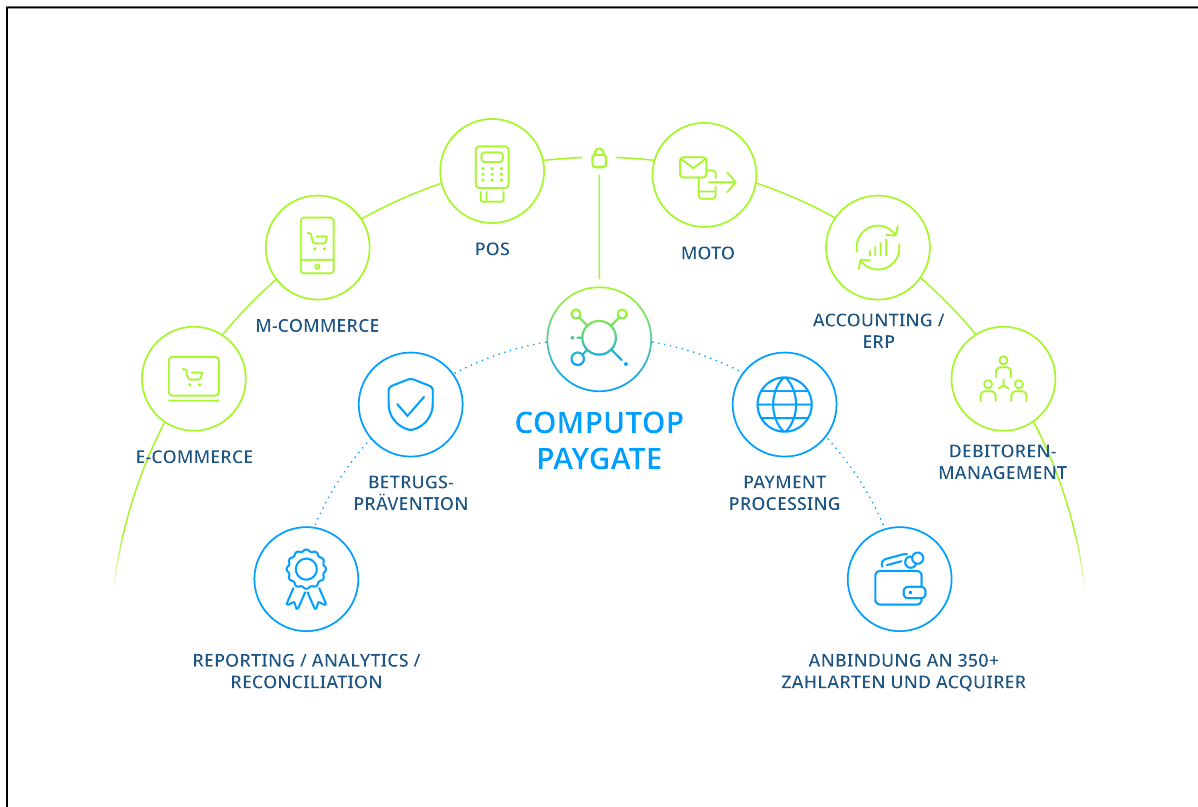 POS
MOTO
M-COMMERCE
ACCOUNTING /
ERP
E-COMMERCE
DEBITOREN-
MANAGEMENT
COMPUTOP
PAYGATE
BETRUGS-
PRÄVENTION
PAYMENT
PROCESSING
REPORTING / ANALYTICS /
RECONCILIATION
ANBINDUNG AN 350+
ZAHLARTEN UND ACQUIRER